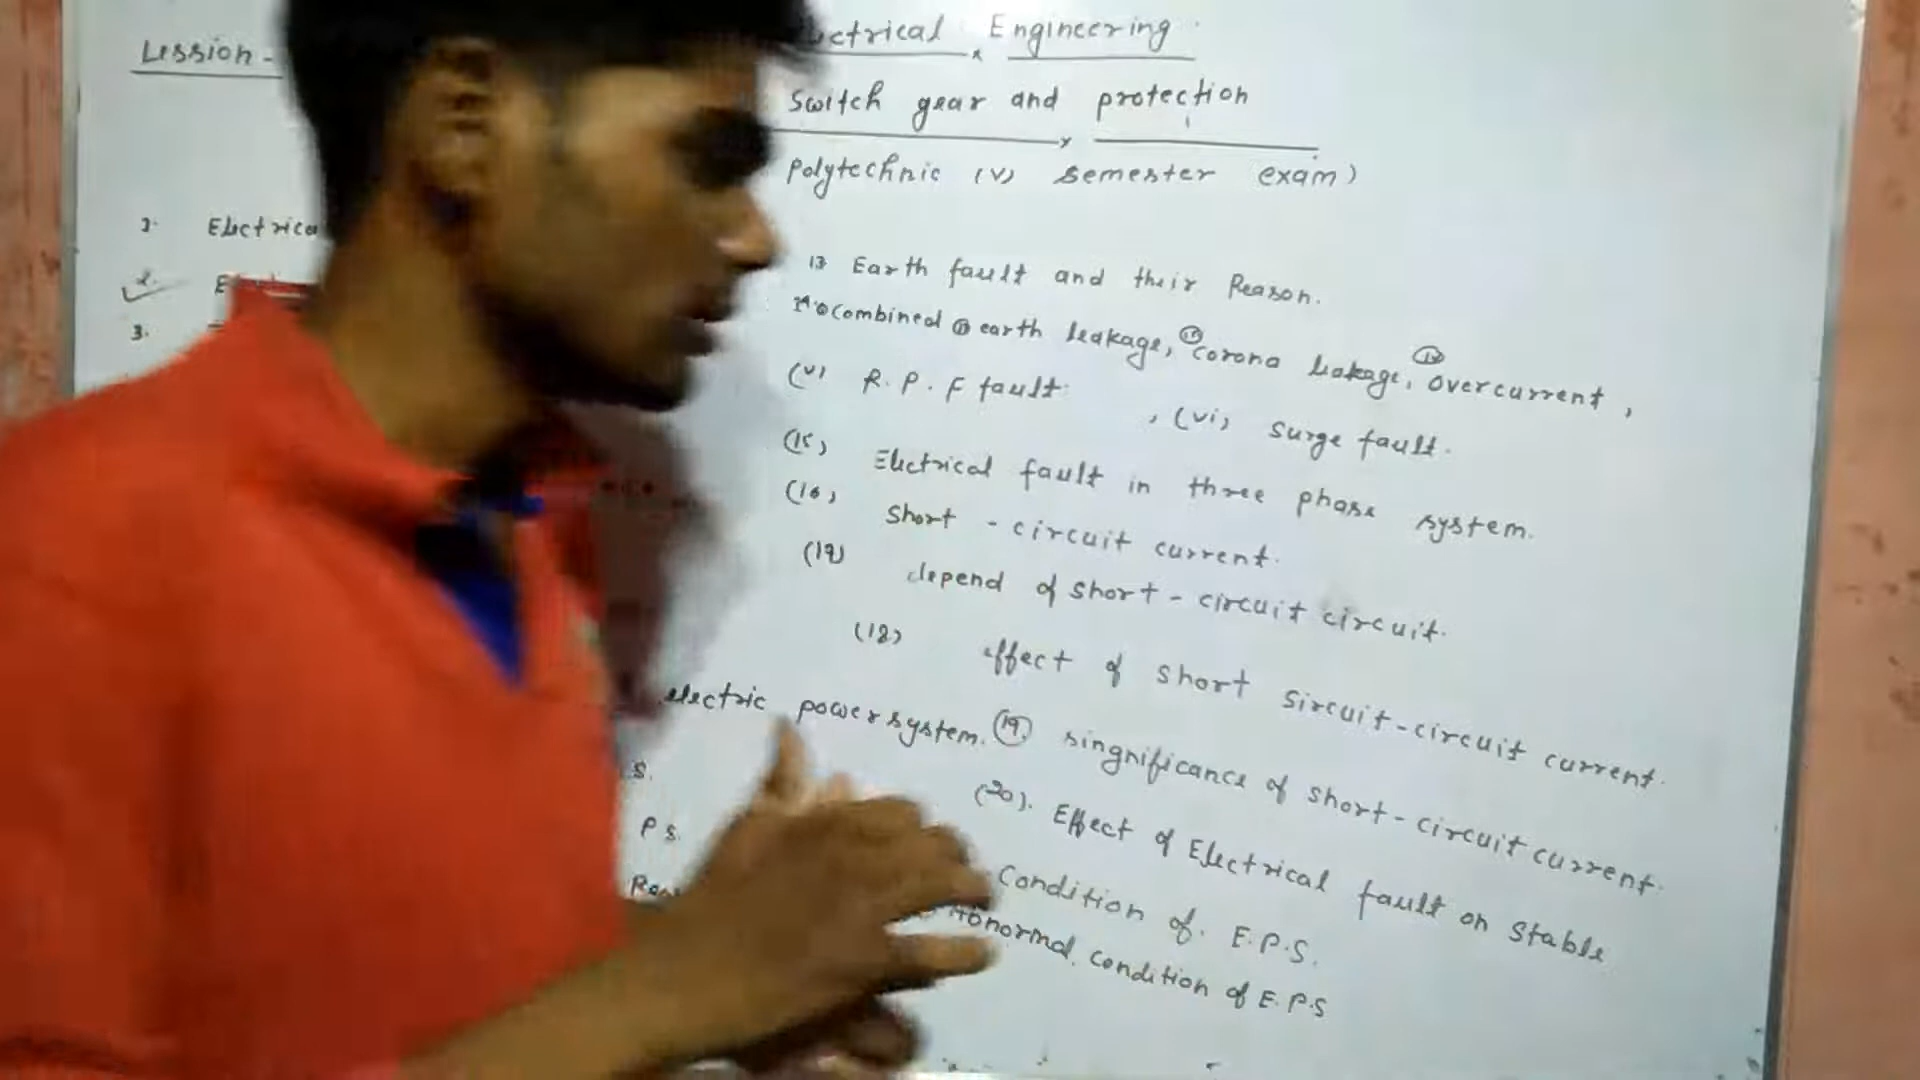 Lission -
ctrical Engineering
Switch gear and protection
Polytechnic (V) semester exam)
1. Electrica
2. E
3.
13 Earth fault and their Reason.
14. combined earth leakage, corona leakage, overcurrent,
(v) R.P.F fault. , (vi) surge fault.
(15) Electrical fault in three phase system.
(16) Short - circuit current.
(17) depend of short - circuit circuit.
(18) effect of short sircuit-circuit current.
electric power system. (19) singnificance of short-circuit current.
S. (20). Effect of Electrical fault on stable
P S. Condition of. E.P.S.
Abnormal condition of E.P.S